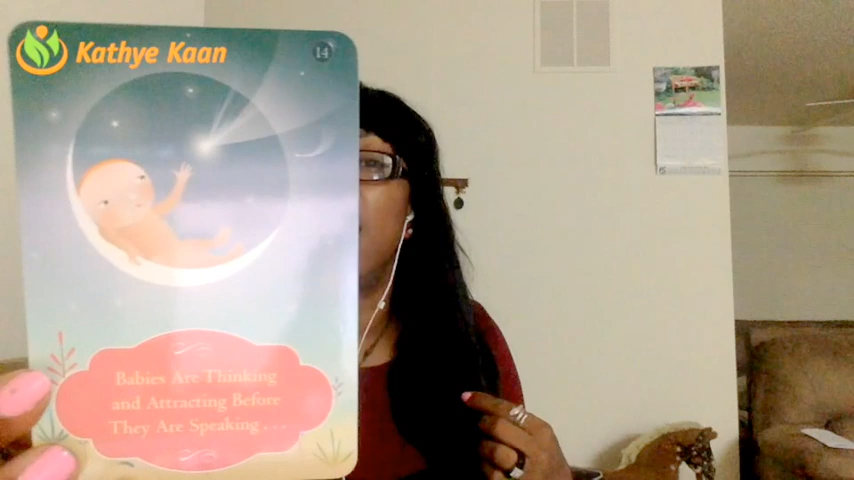 Kathye Kaan
14
Babies Are Thinking
and Attracting Before
They Are Speaking . . .